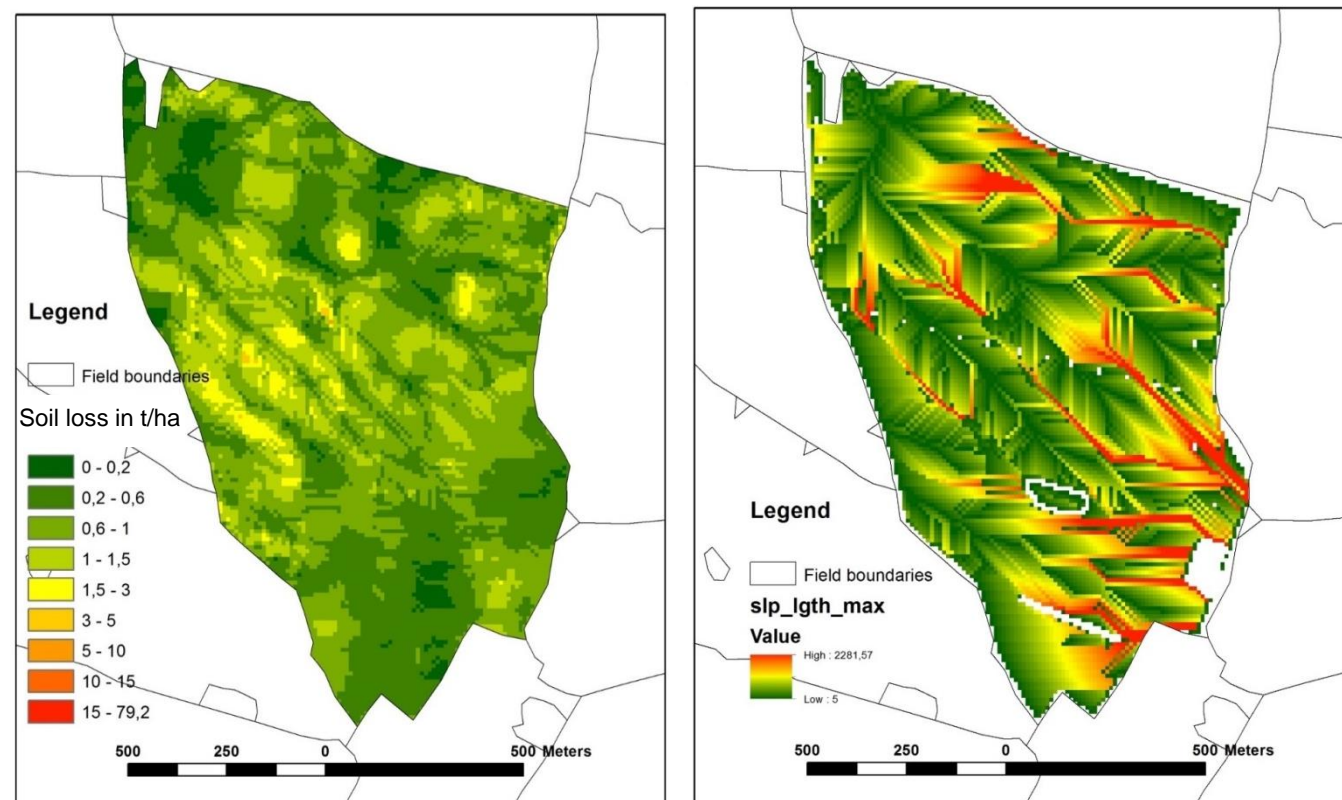 Legend
Field boundaries
Soil loss in t/ha
0 - 0,2
0,2 - 0,6
0,6 - 1
1 - 1,5
1,5 - 3
3 - 5
5 - 10
10 - 15
15 - 79,2
500 250 0 500 Meters
Legend
Field boundaries
slp_lgth_max
Value
High : 2281,57
Low : 5
500 250 0 500 Meters